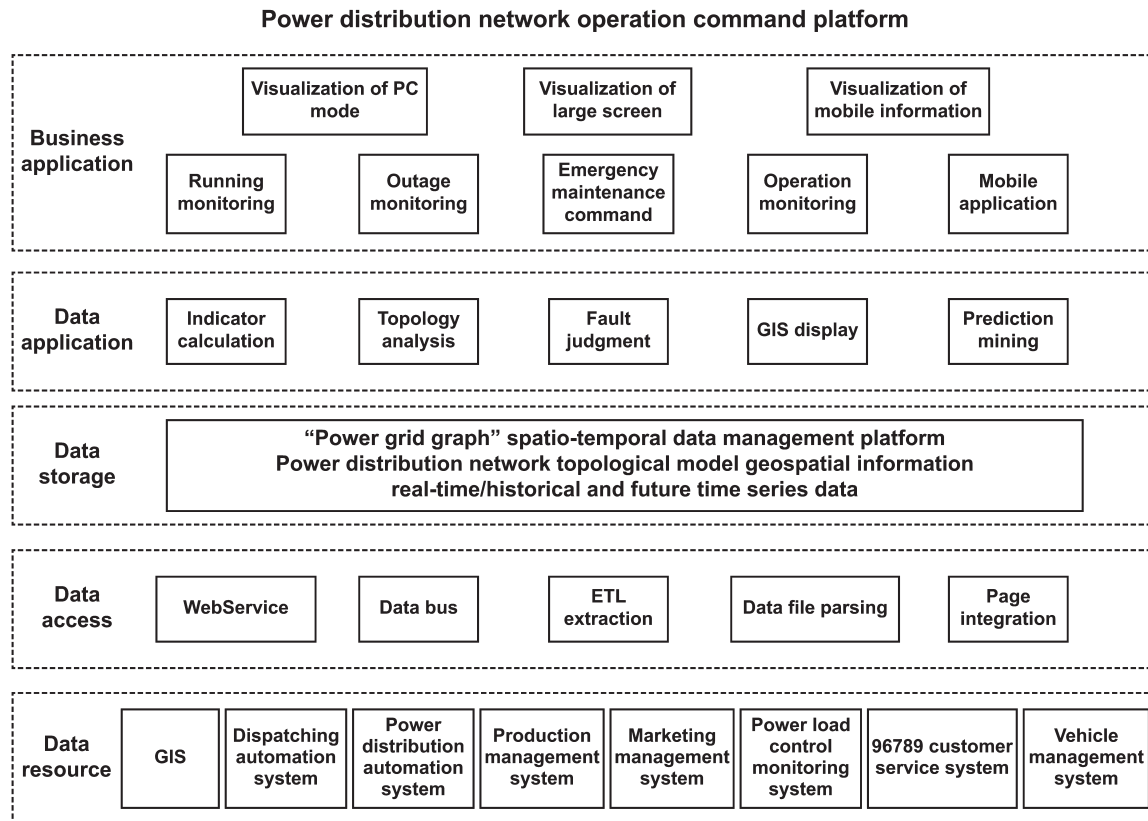 Power distribution network operation command platform
Business
application
Visualization of PC
mode
Visualization of
large screen
Visualization of
mobile information
Running
monitoring
Outage
monitoring
Emergency
maintenance
command
Operation
monitoring
Mobile
application
Data
application
Indicator
calculation
Topology
analysis
Fault
judgment
GIS display
Prediction
mining
Data
storage
“Power grid graph” spatio-temporal data management platform
Power distribution network topological model geospatial information
real-time/historical and future time series data
Data
access
WebService
Data bus
ETL
extraction
Data file parsing
Page
integration
Data
resource
GIS
Dispatching
automation
system
Power
distribution
automation
system
Production
management
system
Marketing
management
system
Power load
control
monitoring
system
96789 customer
service system
Vehicle
management
system